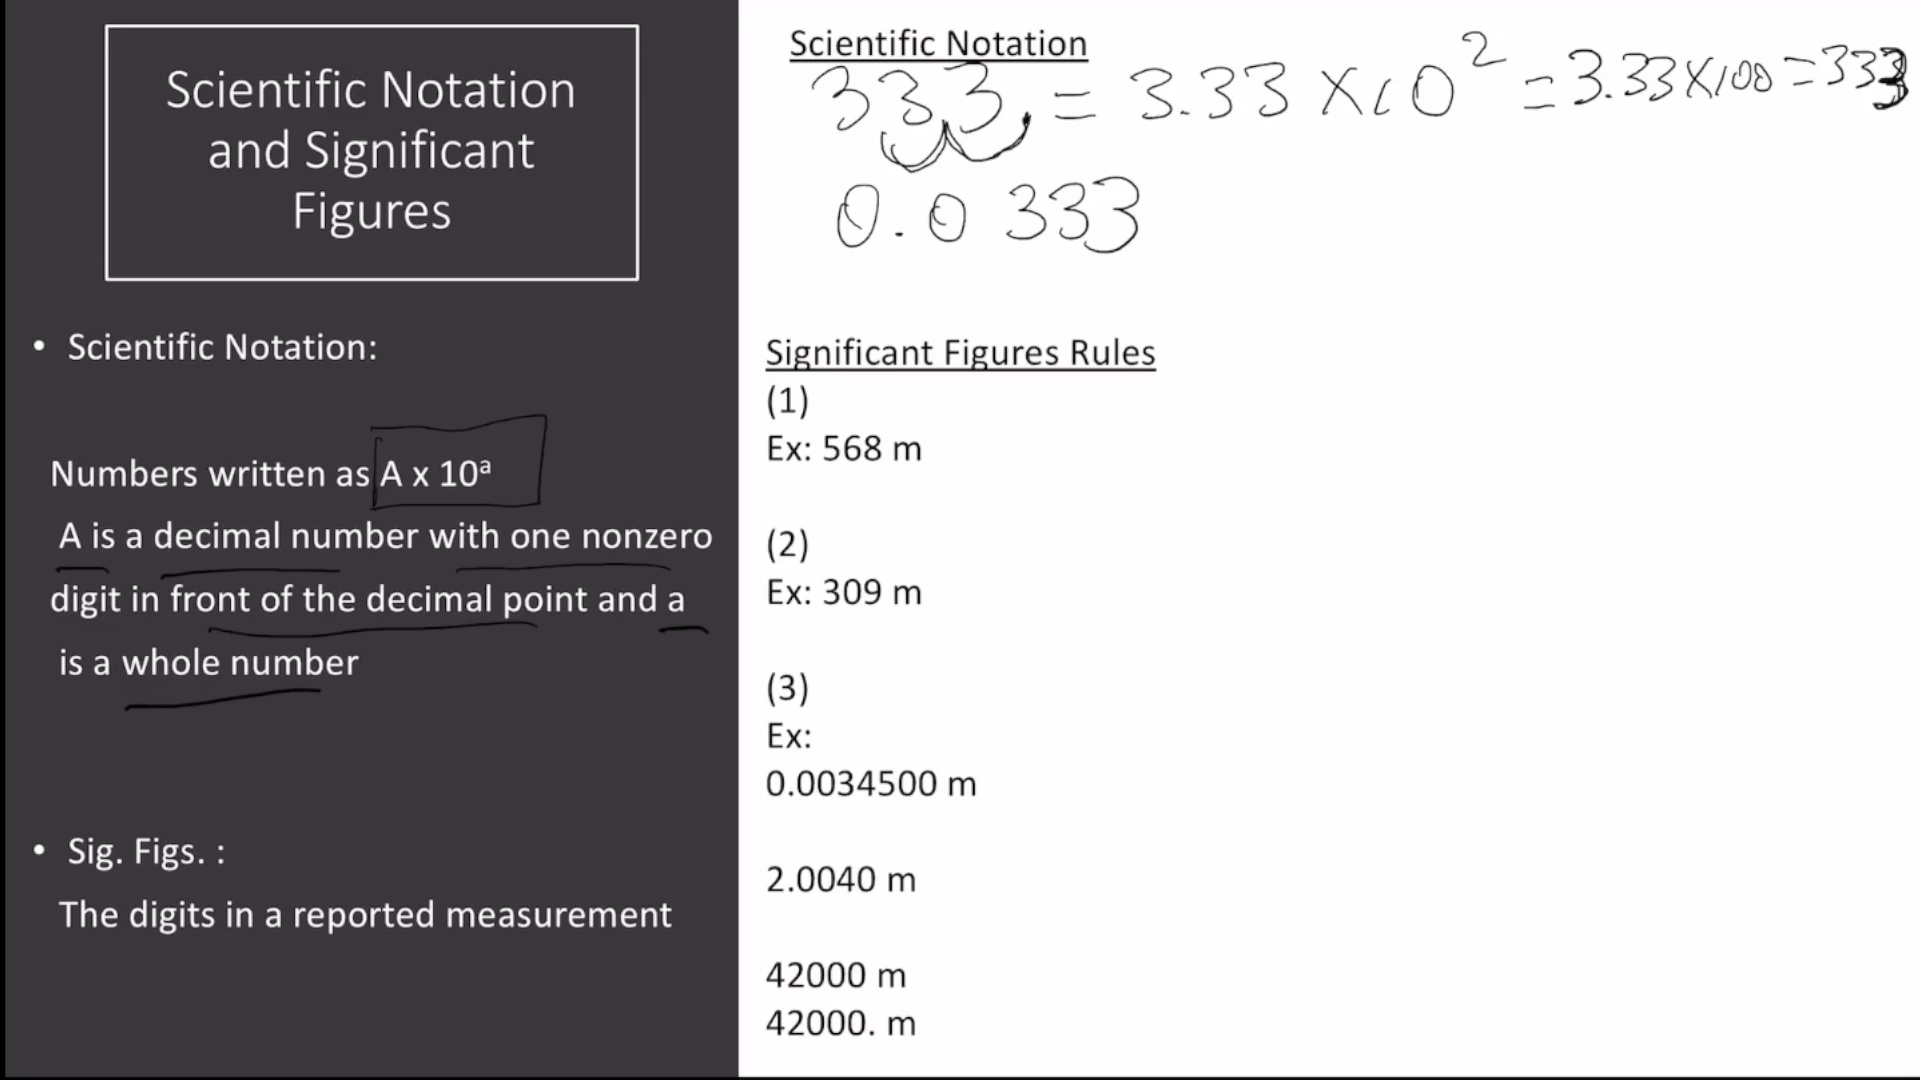 Scientific Notation
and Significant
Figures
• Scientific Notation:
Numbers written as A x 10ᵃ
A is a decimal number with one nonzero
digit in front of the decimal point and a
is a whole number
• Sig. Figs. :
The digits in a reported measurement
Scientific Notation
333. = 3.33 X 10² = 3.33 X 100 = 333
0.0333
Significant Figures Rules
(1)
Ex: 568 m
(2)
Ex: 309 m
(3)
Ex:
0.0034500 m
2.0040 m
42000 m
42000. m